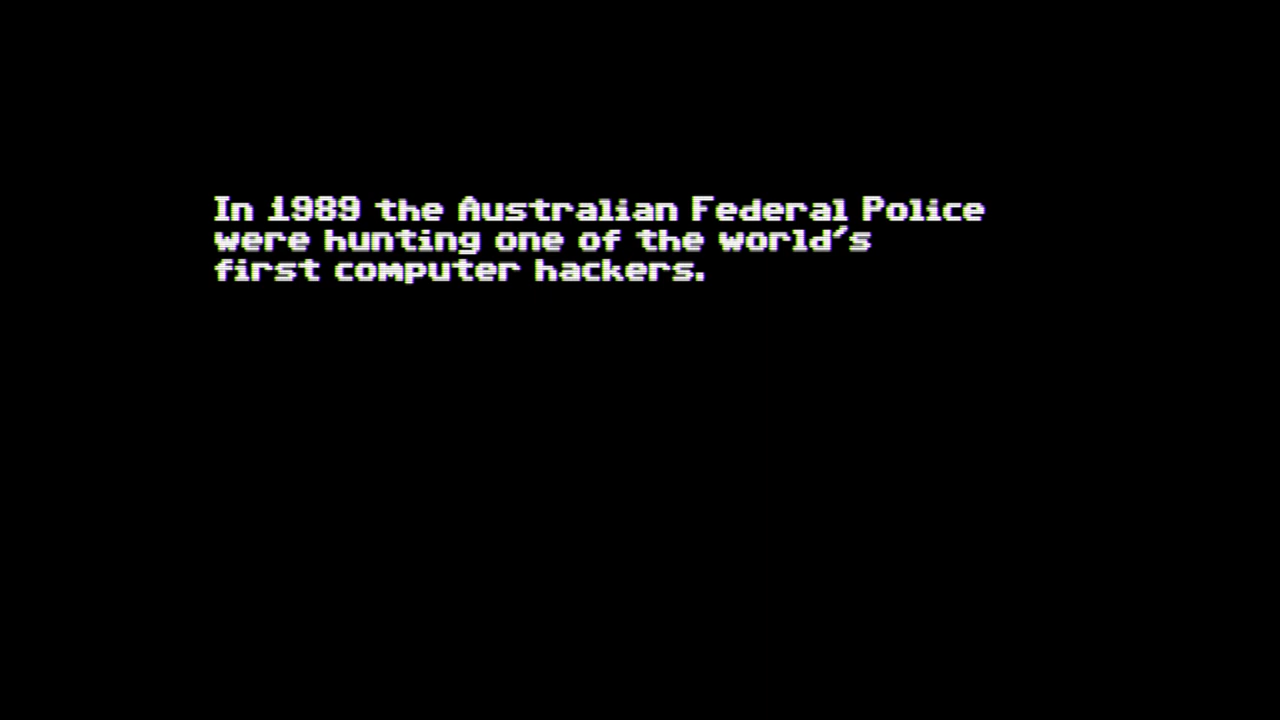 In 1989 the Australian Federal Police
were hunting one of the world's
first computer hackers.